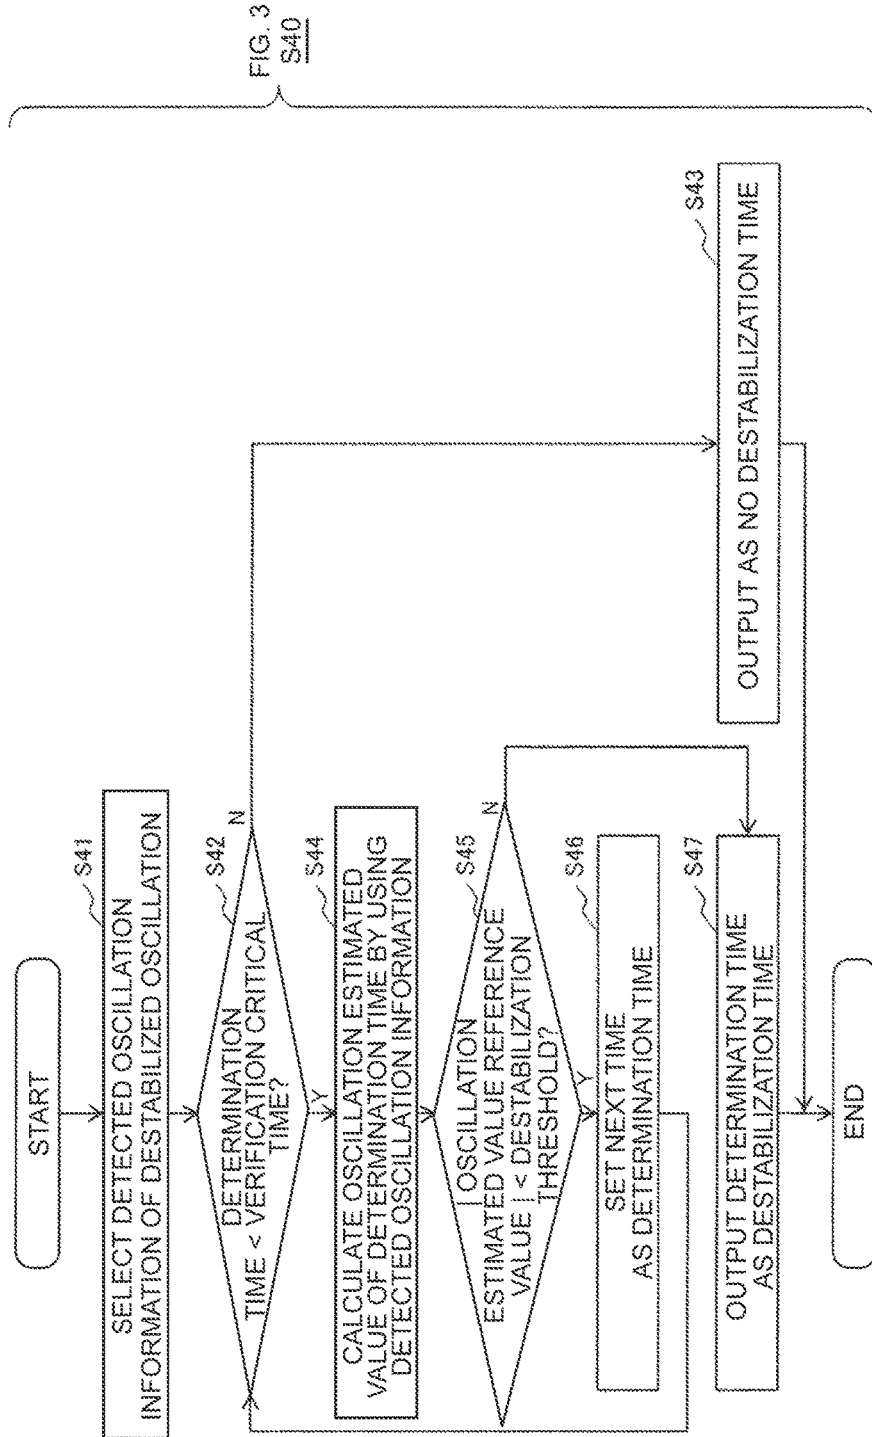 FIG. 3
S40
START
S41
SELECT DETECTED OSCILLATION
INFORMATION OF DESTABILIZED OSCILLATION
S42
DETERMINATION
TIME < VERIFICATION CRITICAL
TIME?
N
Y
S44
CALCULATE OSCILLATION ESTIMATED
VALUE OF DETERMINATION TIME BY USING
DETECTED OSCILLATION INFORMATION
S45
| OSCILLATION
ESTIMATED VALUE REFERENCE
VALUE | < DESTABILIZATION
THRESHOLD?
N
Y
S46
SET NEXT TIME
AS DETERMINATION TIME
S47
OUTPUT DETERMINATION TIME
AS DESTABILIZATION TIME
S43
OUTPUT AS NO DESTABILIZATION TIME
END